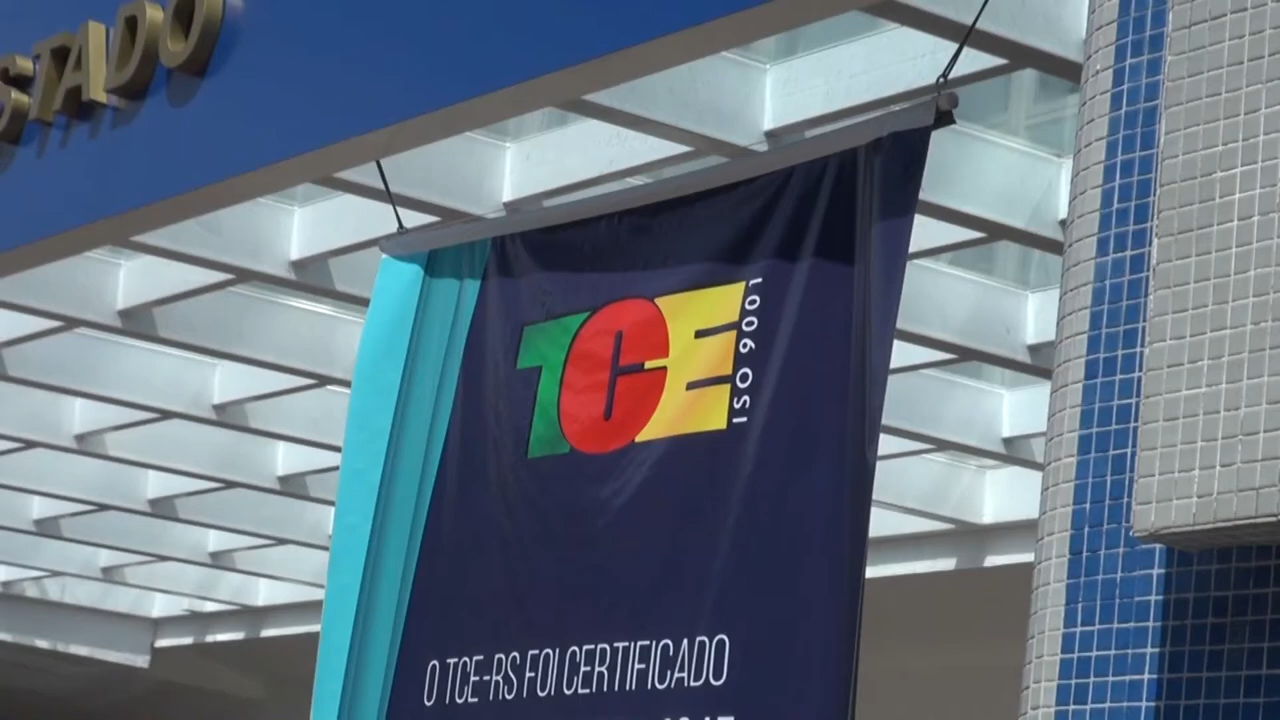 STADO
TCE
ISO 9001
O TCE-RS FOI CERTIFICADO